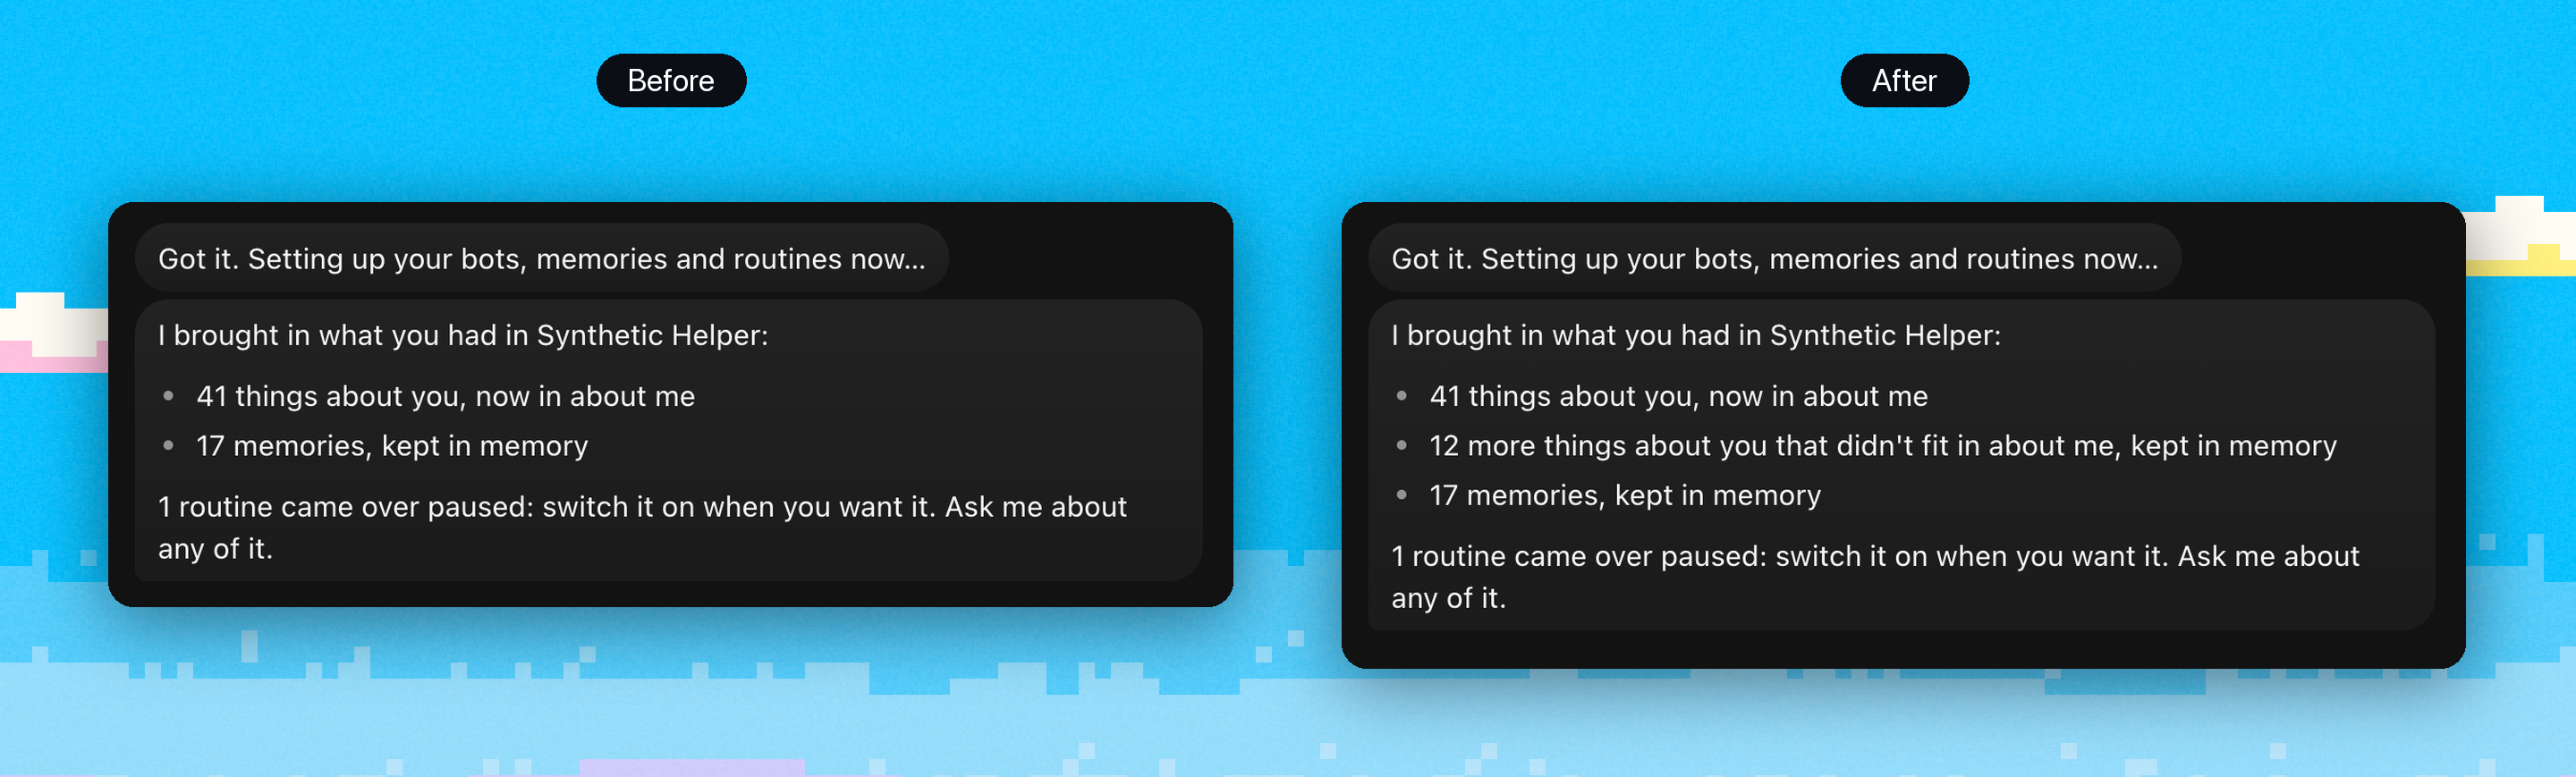 Before
Got it. Setting up your bots, memories and routines now...
I brought in what you had in Synthetic Helper:
• 41 things about you, now in about me
• 17 memories, kept in memory
1 routine came over paused: switch it on when you want it. Ask me about
any of it.
After
Got it. Setting up your bots, memories and routines now...
I brought in what you had in Synthetic Helper:
• 41 things about you, now in about me
• 12 more things about you that didn't fit in about me, kept in memory
• 17 memories, kept in memory
1 routine came over paused: switch it on when you want it. Ask me about
any of it.